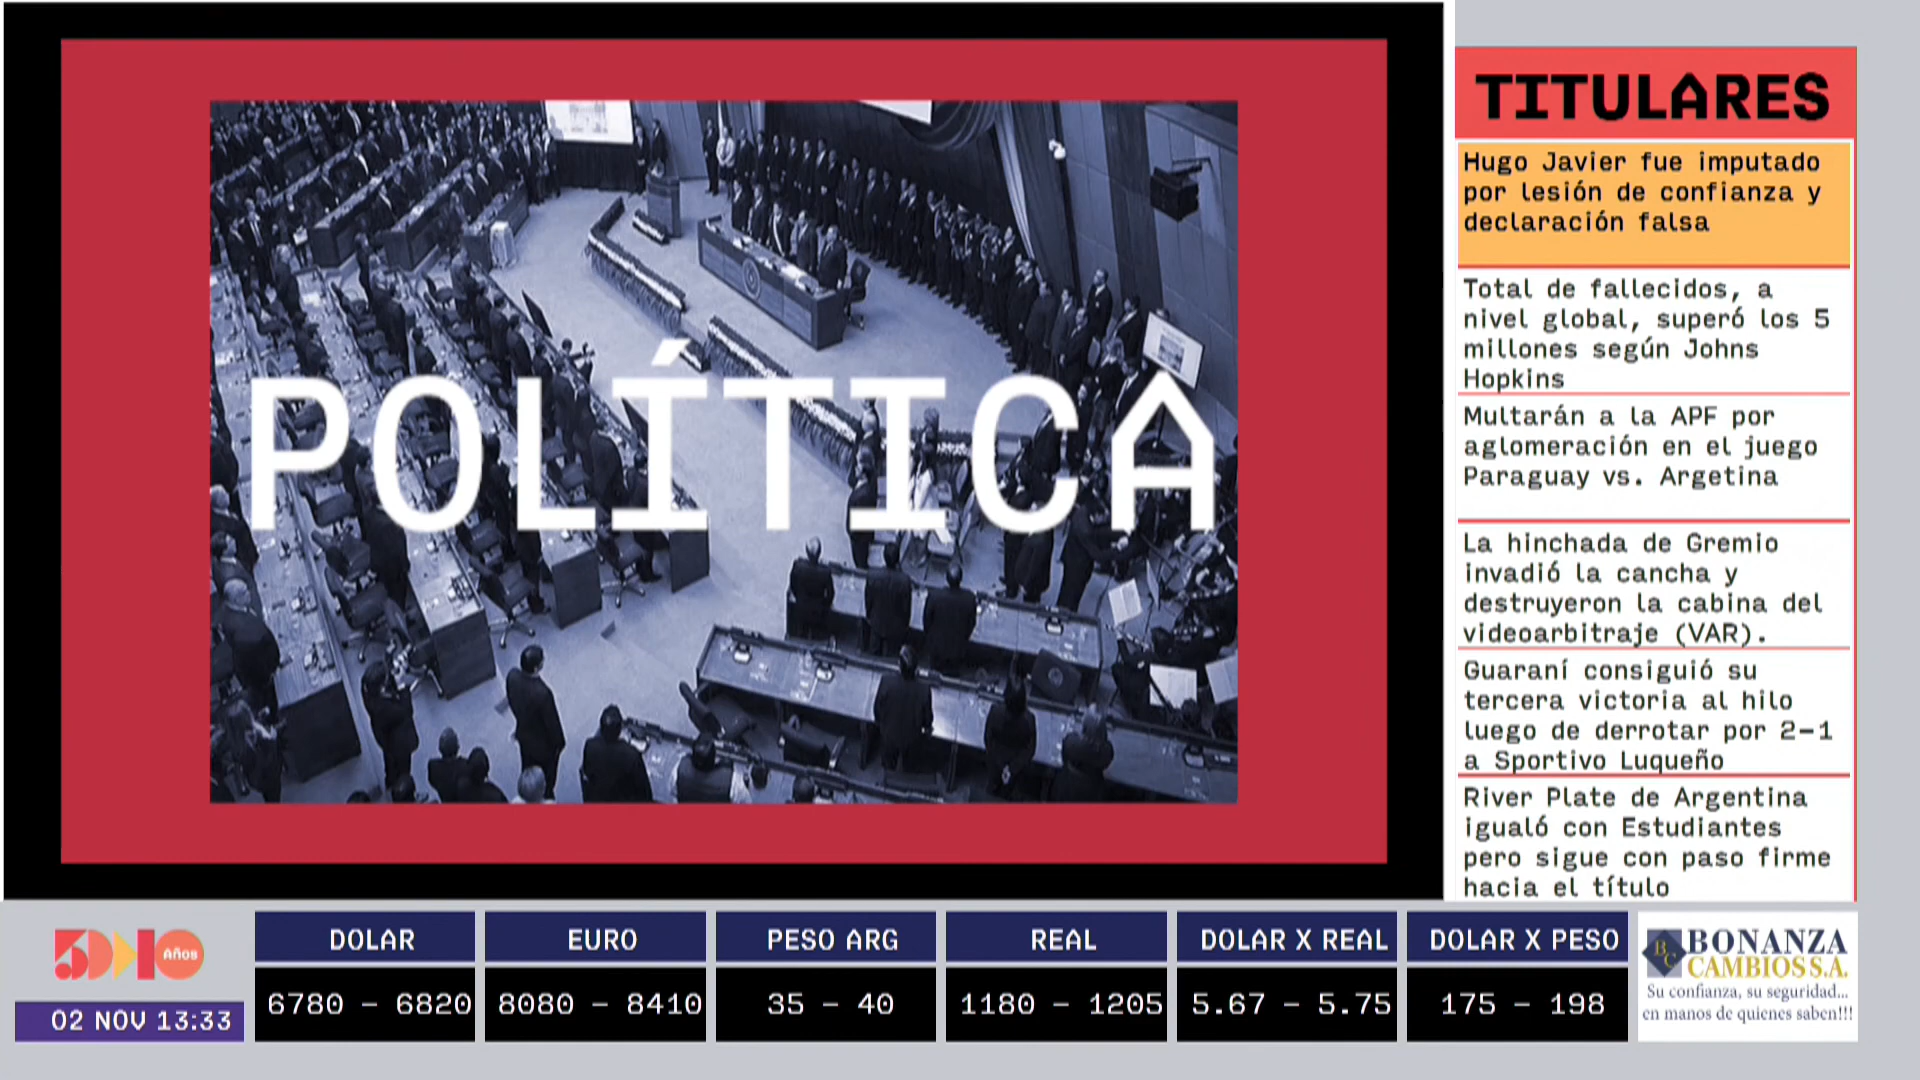 POLÍTICA
TITULARES
Hugo Javier fue imputado
por lesión de confianza y
declaración falsa
Total de fallecidos, a
nivel global, superó los 5
millones según Johns
Hopkins
Multarán a la APF por
aglomeración en el juego
Paraguay vs. Argetina
La hinchada de Gremio
invadió la cancha y
destruyeron la cabina del
videoarbitraje (VAR).
Guaraní consiguió su
tercera victoria al hilo
luego de derrotar por 2-1
a Sportivo Luqueño
River Plate de Argentina
igualó con Estudiantes
pero sigue con paso firme
hacia el título
Años
02 NOV 13:33
DOLAR
6780 - 6820
EURO
8080 - 8410
PESO ARG
35 - 40
REAL
1180 - 1205
DOLAR X REAL
5.67 - 5.75
DOLAR X PESO
175 - 198
BC
BONANZA
CAMBIOS S.A.
Su confianza, su seguridad...
en manos de quienes saben!!!